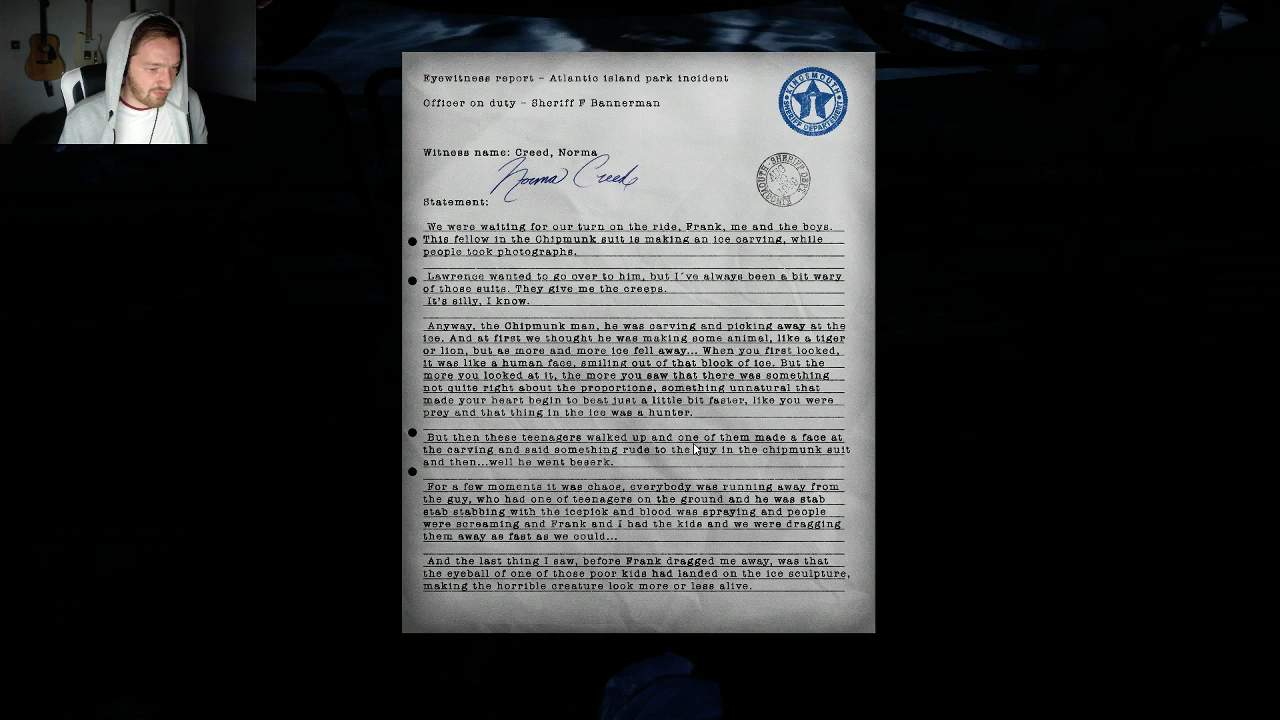 Eyewitness report - Atlantic island park incident
Officer on duty - Sheriff F Bannerman
KINGSMOUTH
SHERIFF DEPARTMENT
Witness name: Creed, Norma
Norma Creed
Statement:
We were waiting for our turn on the ride, Frank, me and the boys.
This fellow in the Chipmunk suit is making an ice carving, while
people took photographs.
Lawrence wanted to go over to him, but I´ve always been a bit wary
of those suits. They give me the creeps.
It's silly, I know.
Anyway, the Chipmunk man, he was carving and picking away at the
ice. And at first we thought he was making some animal, like a tiger
or lion, but as more and more ice fell away... When you first looked,
it was like a human face, smiling out of that block of ice. But the
more you looked at it, the more you saw that there was something
not quite right about the proportions, something unnatural that
made your heart begin to beat just a little bit faster, like you were
prey and that thing in the ice was a hunter.
But then these teenagers walked up and one of them made a face at
the carving and said something rude to the guy in the chipmunk suit
and then...well he went beserk.
For a few moments it was chaos, everybody was running away from
the guy, who had one of teenagers on the ground and he was stab
stab stabbing with the icepick and blood was spraying and people
were screaming and Frank and I had the kids and we were dragging
them away as fast as we could...
And the last thing I saw, before Frank dragged me away, was that
the eyeball of one of those poor kids had landed on the ice sculpture,
making the horrible creature look more or less alive.